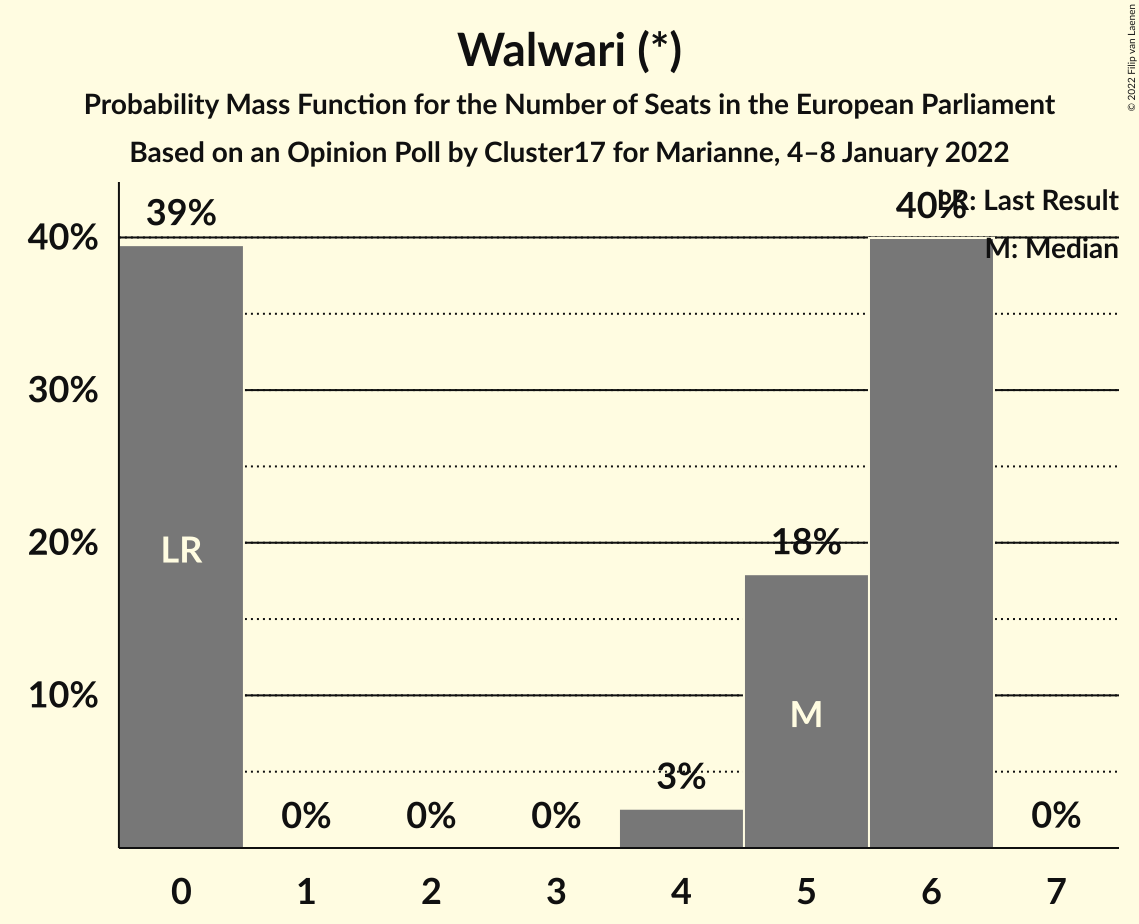 Walwari (*)
Probability Mass Function for the Number of Seats in the European Parliament
Based on an Opinion Poll by Cluster17 for Marianne, 4–8 January 2022
© 2022 Filip van Laenen
LR: Last Result
M: Median
39%
40%
40%
30%
20%
10%
LR
18%
M
3%
0%
0%
0%
0%
0
1
2
3
4
5
6
7